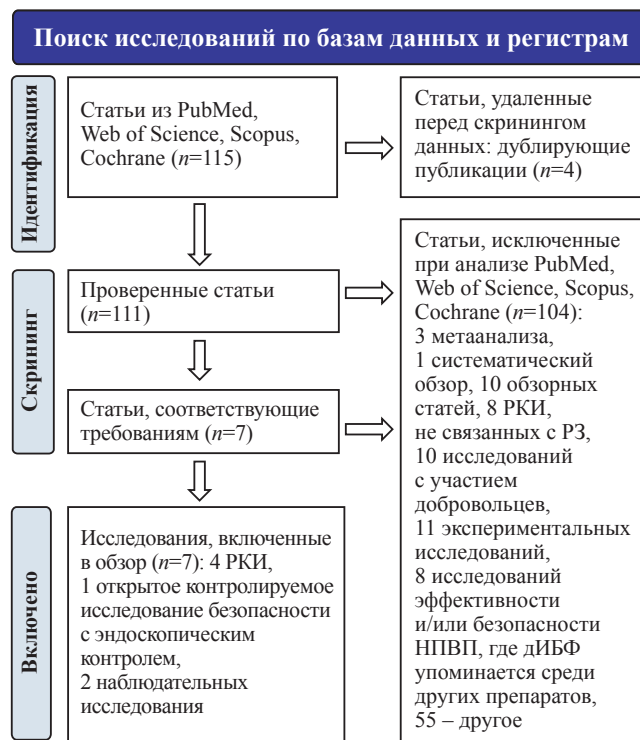 Поиск исследований по базам данных и регистрам
Идентификация
Статьи из PubMed,
Web of Science, Scopus,
Cochrane (n=115)
Статьи, удаленные
перед скринингом
данных: дублирующие
публикации (n=4)
Скрининг
Проверенные статьи
(n=111)
Статьи, исключенные
при анализе PubMed,
Web of Science, Scopus,
Cochrane (n=104):
3 метаанализа,
1 систематический
обзор, 10 обзорных
статей, 8 РКИ,
не связанных с РЗ,
10 исследований
с участием
добровольцев,
11 экспериментальных
исследований,
8 исследований
эффективности
и/или безопасности
НПВП, где дИБФ
упоминается среди
других препаратов,
55 – другое
Статьи, соответствующие
требованиям (n=7)
Включено
Исследования, включенные
в обзор (n=7): 4 РКИ,
1 открытое контролируемое
исследование безопасности
с эндоскопическим
контролем,
2 наблюдательных
исследования